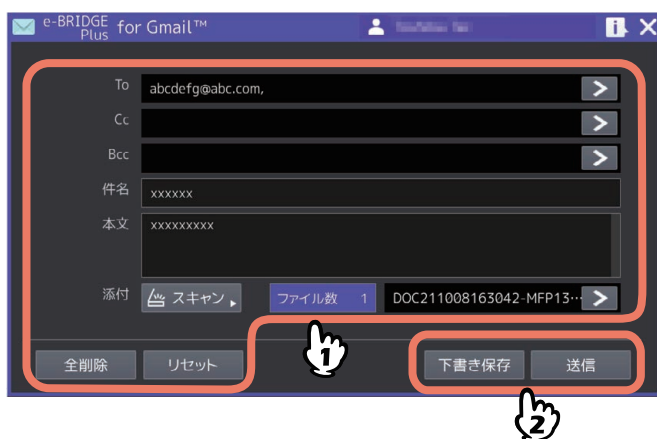 e-BRIDGE Plus for Gmail™
To abcdefg@abc.com,
Cc
Bcc
件名 xxxxxx
本文 xxxxxxxxx
添付 スキャン ファイル数 1 DOC211008163042-MFP13…
1
全削除 リセット 下書き保存 送信
2